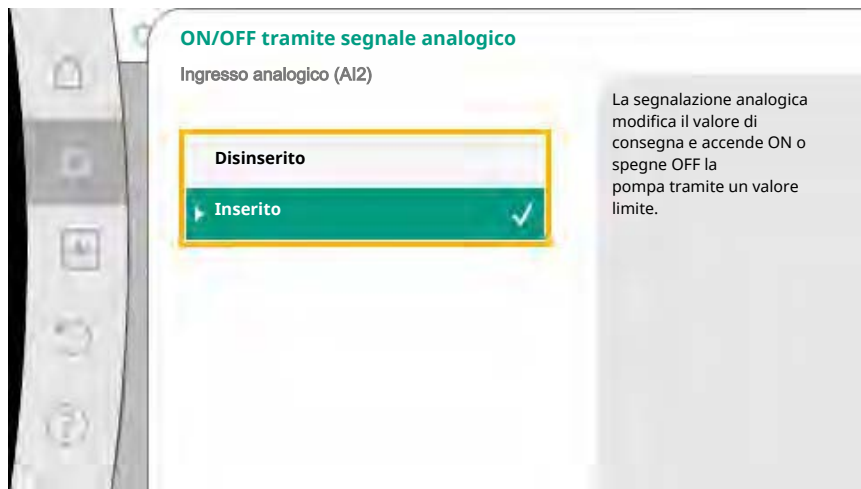 ON/OFF tramite segnale analogico
Ingresso analogico (AI2)
Disinserito
Inserito
La segnalazione analogica
modifica il valore di
consegna e accende ON o
spegne OFF la
pompa tramite un valore
limite.